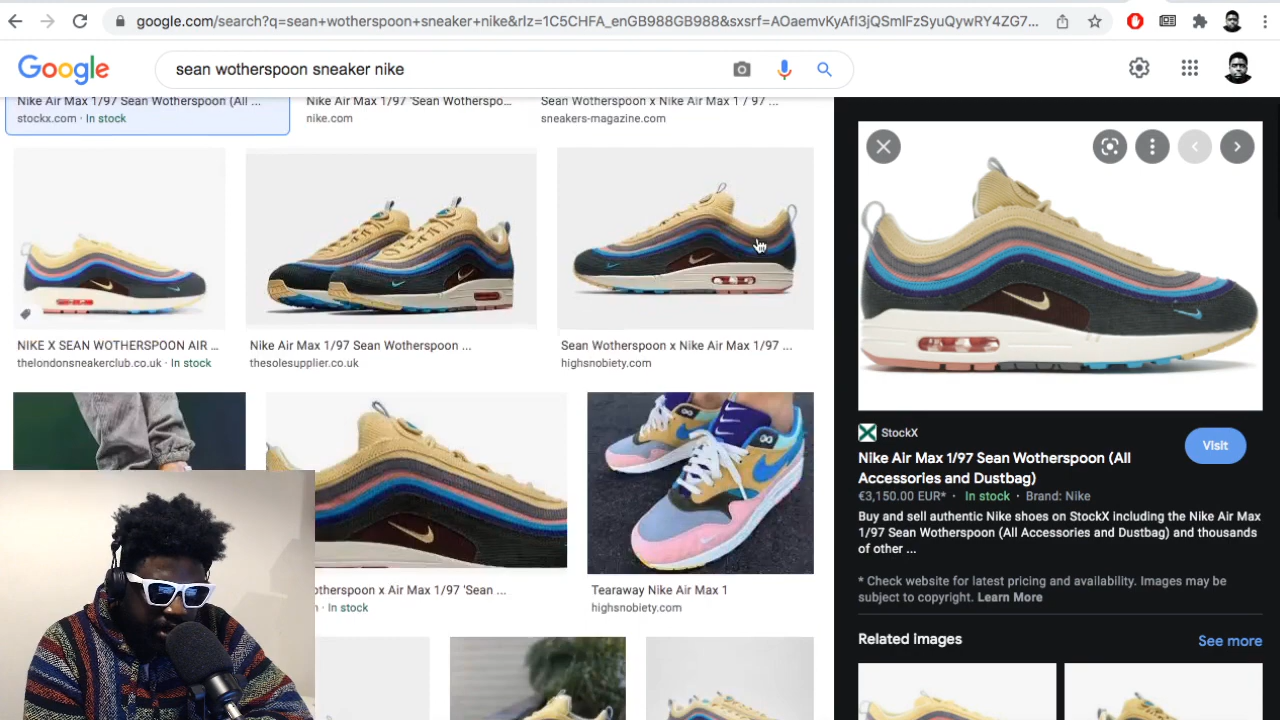 google.com/search?q=sean+wotherspoon+sneaker+nike&rlz=1C5CHFA_enGB988GB988&sxsrf=AOaemvKyAfl3jQSmlFzSyuQywRY4ZG7...
Google
sean wotherspoon sneaker nike
Nike Air Max 1/97 Sean Wotherspoon (All ...
stockx.com · In stock
Nike Air Max 1/97 'Sean Wotherspo...
nike.com
Sean Wotherspoon x Nike Air Max 1 / 97 ...
sneakers-magazine.com
NIKE X SEAN WOTHERSPOON AIR ...
thelondonsneakerclub.co.uk · In stock
Nike Air Max 1/97 Sean Wotherspoon ...
thesolesupplier.co.uk
Sean Wotherspoon x Nike Air Max 1/97 ...
highsnobiety.com
otherspoon x Air Max 1/97 'Sean ...
· In stock
Tearaway Nike Air Max 1
highsnobiety.com
StockX
Visit
Nike Air Max 1/97 Sean Wotherspoon (All
Accessories and Dustbag)
€3,150.00 EUR* · In stock · Brand: Nike
Buy and sell authentic Nike shoes on StockX including the Nike Air Max
1/97 Sean Wotherspoon (All Accessories and Dustbag) and thousands
of other ...
* Check website for latest pricing and availability. Images may be
subject to copyright. Learn More
Related images
See more